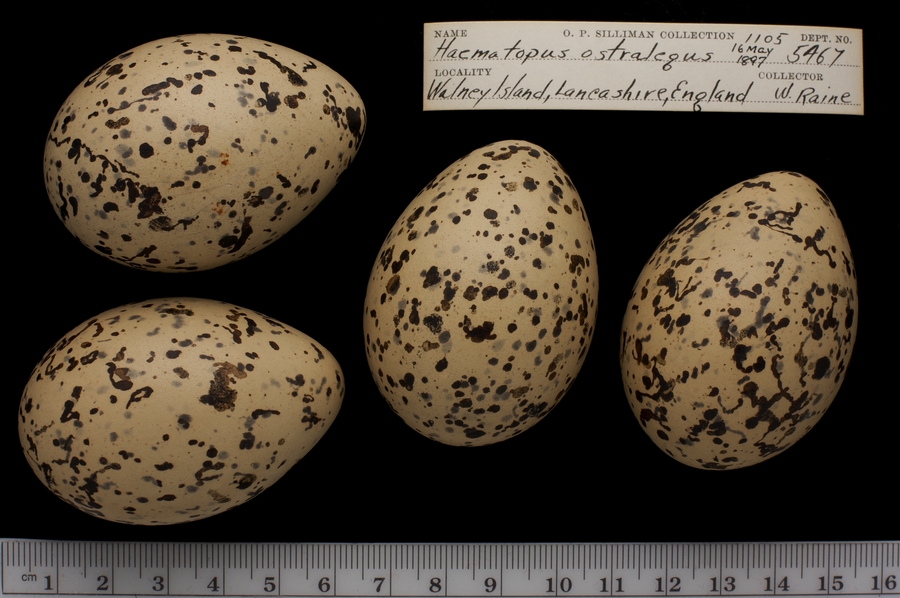 NAME O. P. SILLIMAN COLLECTION 1105 DEPT. NO.
Haematopus ostralegus 16 May 1897 5467
LOCALITY COLLECTOR
Walney Island, Lancashire, England W. Raine
cm 1 2 3 4 5 6 7 8 9 10 11 12 13 14 15 16